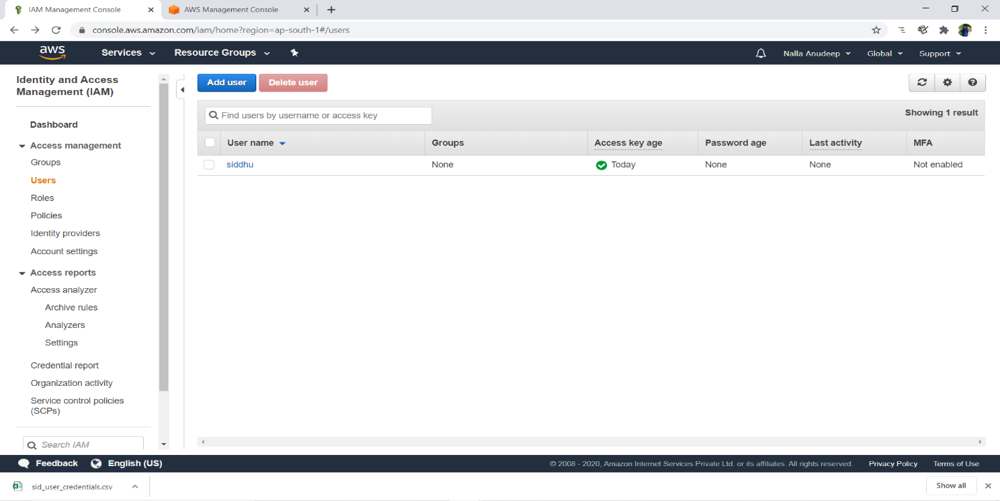 IAM Management Console
AWS Management Console
console.aws.amazon.com/iam/home?region=ap-south-1#/users
aws
Services
Resource Groups
Nalla Anudeep
Global
Support
Identity and Access
Management (IAM)
Dashboard
Access management
Groups
Users
Roles
Policies
Identity providers
Account settings
Access reports
Access analyzer
Archive rules
Analyzers
Settings
Credential report
Organization activity
Service control policies
(SCPs)
Search IAM
Add user
Delete user
Find users by username or access key
Showing 1 result
User name Groups Access key age Password age Last activity MFA
siddhu None Today None None Not enabled
Feedback
English (US)
© 2008 - 2020, Amazon Internet Services Private Ltd. or its affiliates. All rights reserved.
Privacy Policy
Terms of Use
sid_user_credentials.csv
Show all